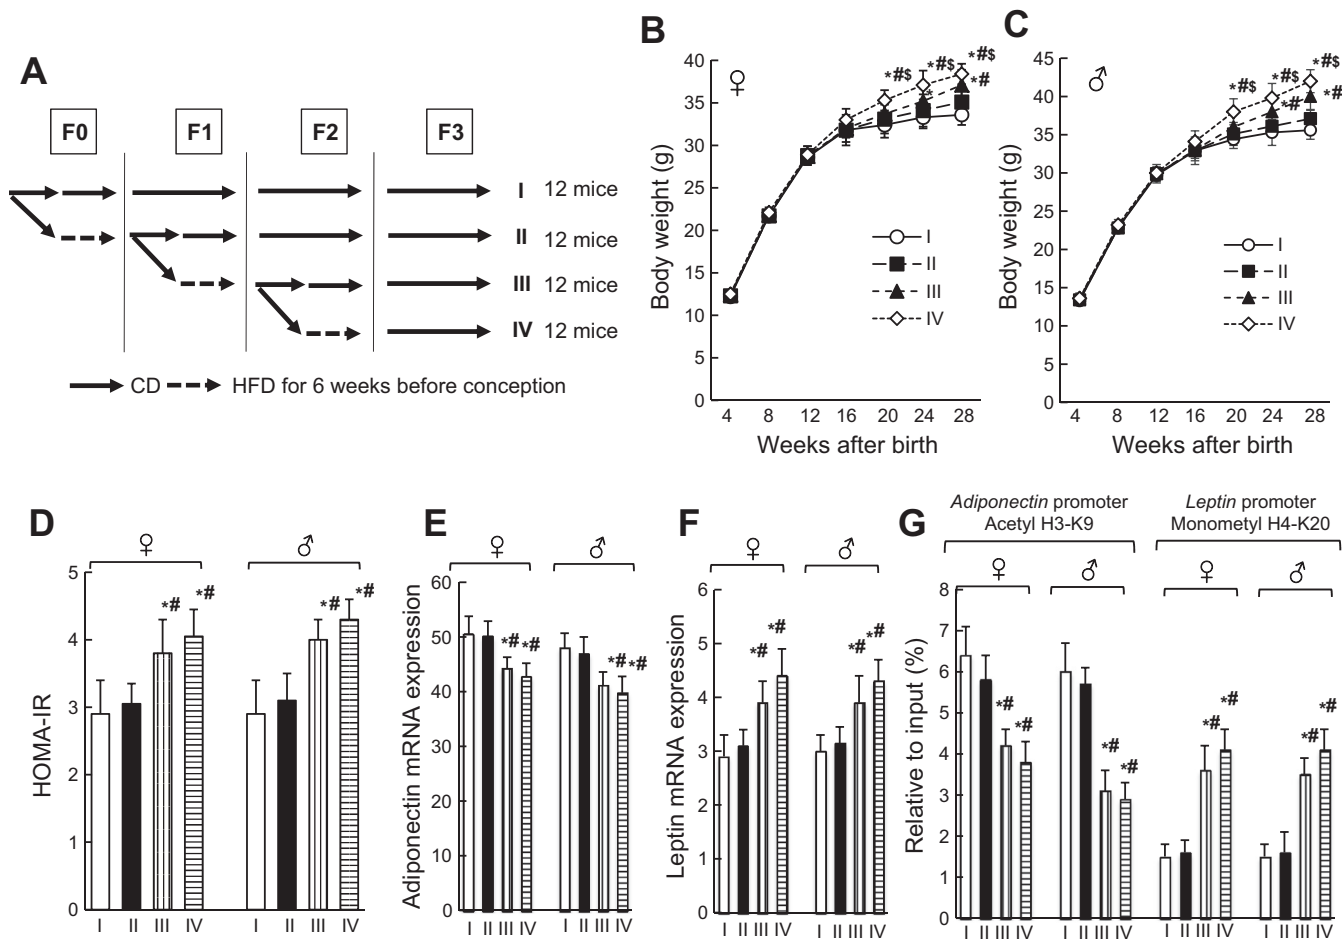 A
F0 F1 F2 F3
I 12 mice
II 12 mice
III 12 mice
IV 12 mice
CD HFD for 6 weeks before conception
B
♀
Body weight (g)
40
35
30
25
20
15
10
5
0
4 8 12 16 20 24 28
Weeks after birth
*#$ *#$ *#$
*#
*
I
II
III
IV
C
♂
Body weight (g)
45
40
35
30
25
20
15
10
5
0
4 8 12 16 20 24 28
Weeks after birth
*#$ *#$ *#$
*# *#
I
II
III
IV
D
♀ ♂
HOMA-IR
5
4
3
2
1
0
*# *# *# *#
I II III IV I II III IV
E
♀ ♂
Adiponectin mRNA expression
60
50
40
30
20
10
0
*# *# *# *#
I II III IV I II III IV
F
♀ ♂
Leptin mRNA expression
6
5
4
3
2
1
0
*# *# *# *#
I II III IV I II III IV
G
Adiponectin promoter
Acetyl H3-K9
Leptin promoter
Monometyl H4-K20
♀ ♂ ♀ ♂
Relative to input (%)
8
7
6
5
4
3
2
1
0
*# *# *# *# *# *# *# *#
I II III IV I II III IV I II III IV I II III IV